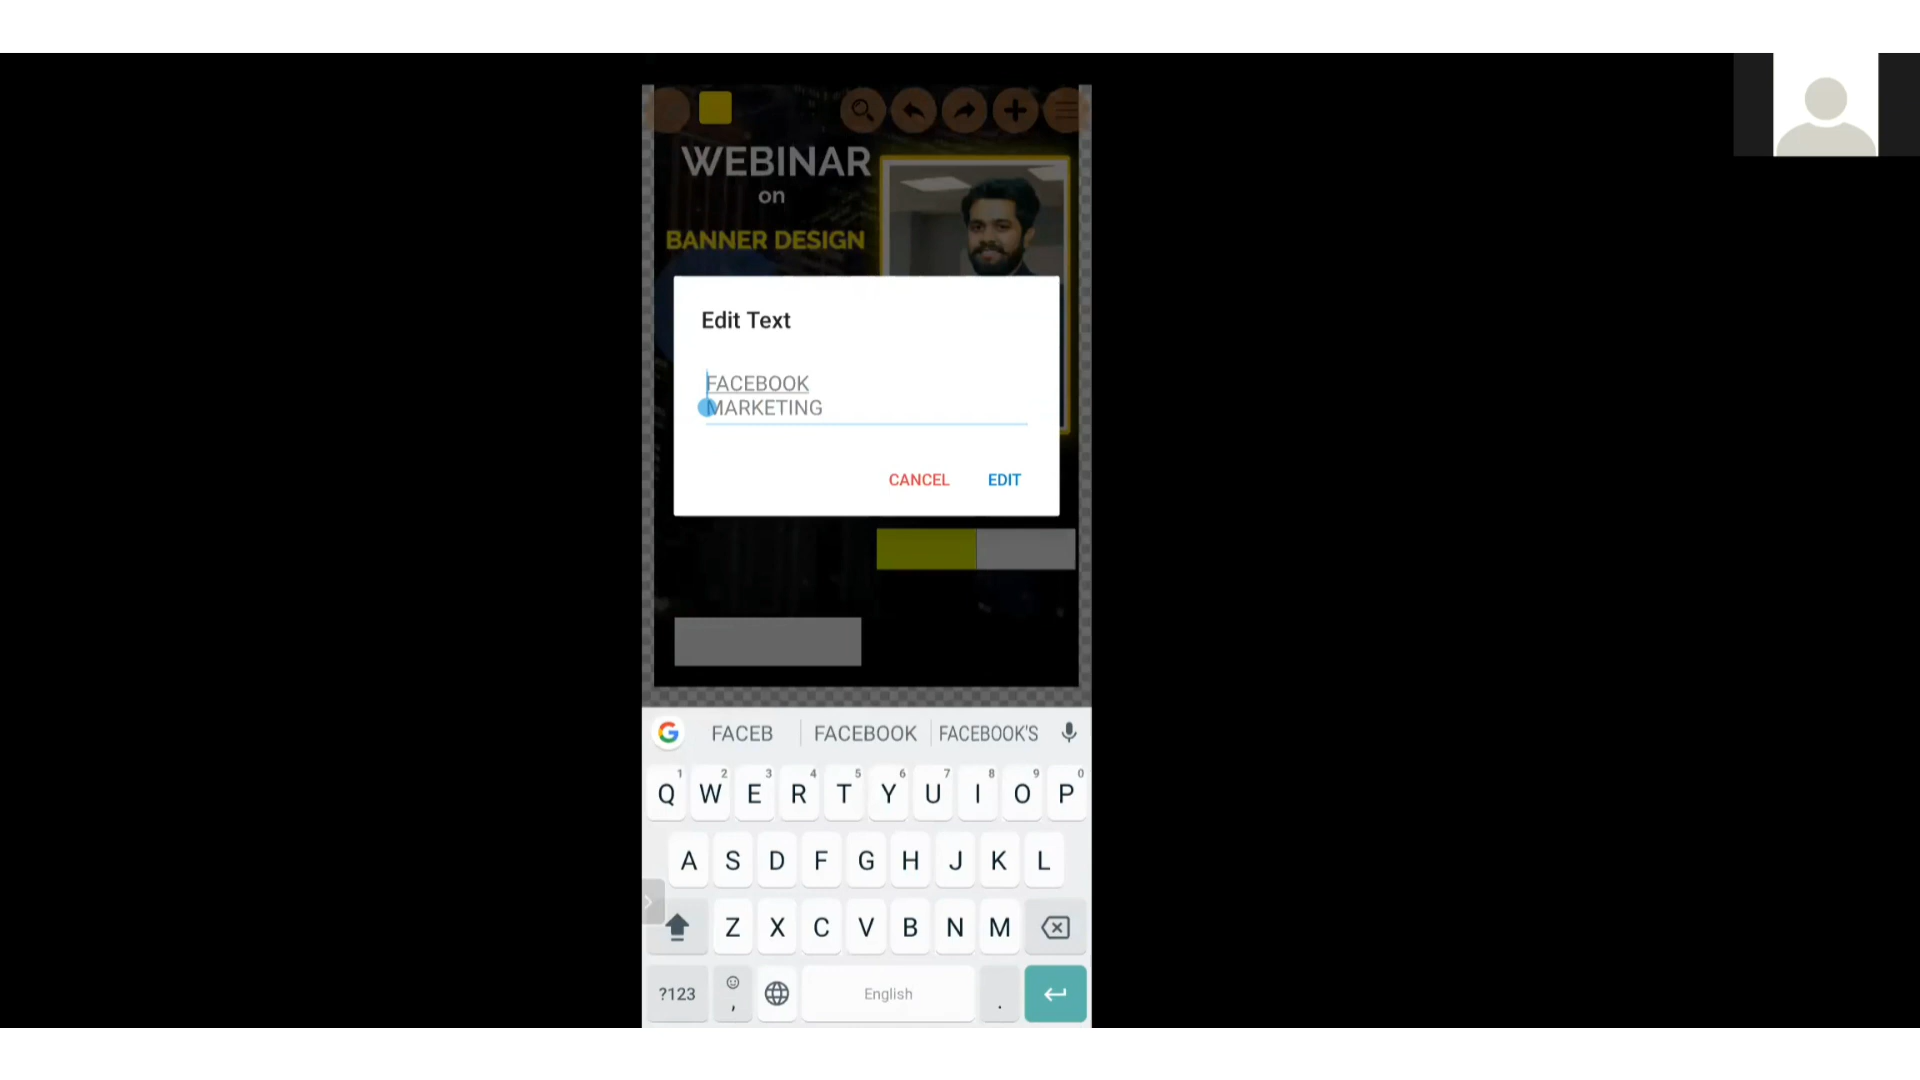 WEBINAR
on
BANNER DESIGN
Edit Text
FACEBOOK
MARKETING
CANCEL EDIT
FACEB FACEBOOK FACEBOOK'S
1 2 3 4 5 6 7 8 9 0
Q W E R T Y U I O P
A S D F G H J K L
Z X C V B N M
?123 , English .